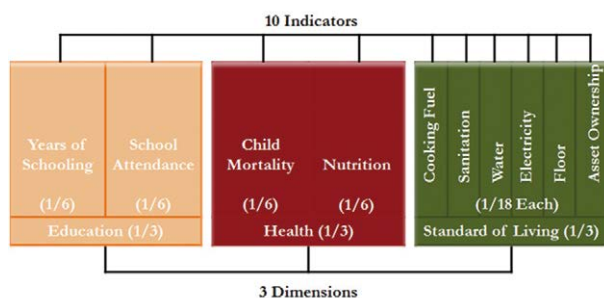 10 Indicators
Years of
Schooling
(1/6)
School
Attendance
(1/6)
Education (1/3)
Child
Mortality
(1/6)
Nutrition
(1/6)
Health (1/3)
Cooking Fuel
Sanitation
Water
Electricity
Floor
Asset Ownership
(1/18 Each)
Standard of Living (1/3)
3 Dimensions